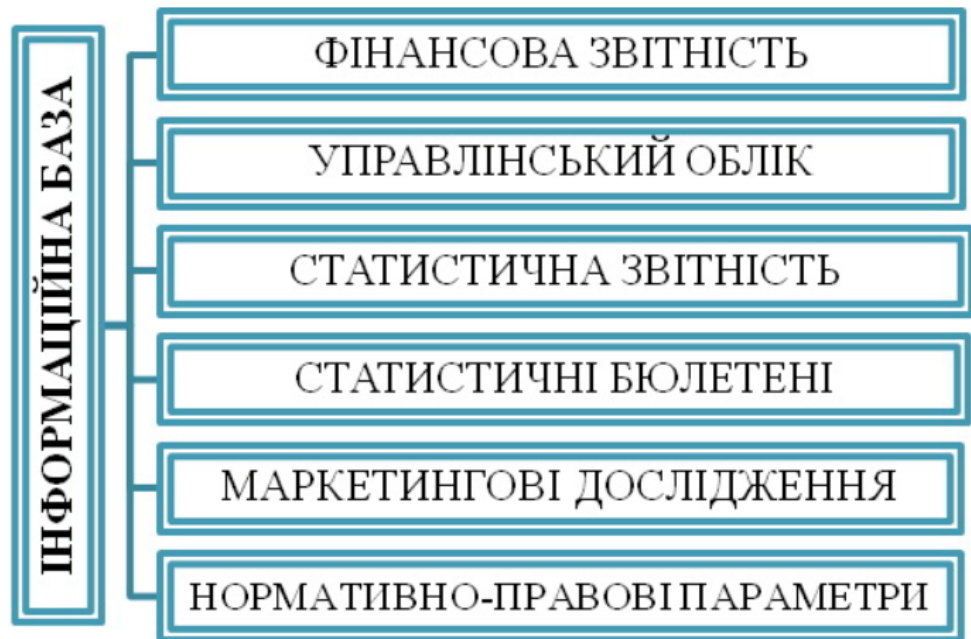 ІНФОРМАЦІЙНА БАЗА
ФІНАНСОВА ЗВІТНІСТЬ
УПРАВЛІНСЬКИЙ ОБЛІК
СТАТИСТИЧНА ЗВІТНІСТЬ
СТАТИСТИЧНІ БЮЛЕТЕНІ
МАРКЕТИНГОВІ ДОСЛІДЖЕННЯ
НОРМАТИВНО-ПРАВОВІ ПАРАМЕТРИ